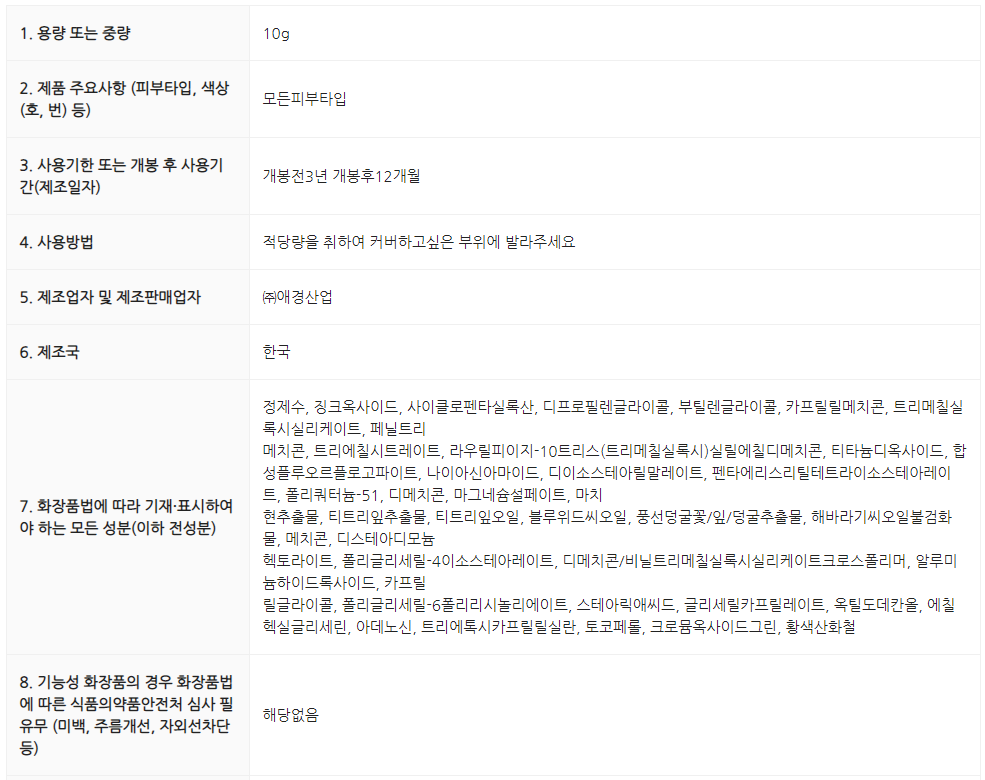 1. 용량 또는 중량
10g
2. 제품 주요사항 (피부타입, 색상
(호, 번) 등)
모든피부타입
3. 사용기한 또는 개봉 후 사용기
간(제조일자)
개봉전3년 개봉후12개월
4. 사용방법
적당량을 취하여 커버하고싶은 부위에 발라주세요
5. 제조업자 및 제조판매업자
㈜애경산업
6. 제조국
한국
7. 화장품법에 따라 기재·표시하여
야 하는 모든 성분(이하 전성분)
정제수, 징크옥사이드, 사이클로펜타실록산, 디프로필렌글라이콜, 부틸렌글라이콜, 카프릴릴메치콘, 트리메칠실
록시실리케이트, 페닐트리
메치콘, 트리에칠시트레이트, 라우릴피이지-10트리스(트리메칠실록시)실릴에칠디메치콘, 티타늄디옥사이드, 합
성플루오르플로고파이트, 나이아신아마이드, 디이소스테아릴말레이트, 펜타에리스리틸테트라이소스테아레이
트, 폴리쿼터늄-51, 디메치콘, 마그네슘설페이트, 마치
현추출물, 티트리잎추출물, 티트리잎오일, 블루위드씨오일, 풍선덩굴꽃/잎/덩굴추출물, 해바라기씨오일불검화
물, 메치콘, 디스테아디모늄
헥토라이트, 폴리글리세릴-4이소스테아레이트, 디메치콘/비닐트리메칠실록시실리케이트크로스폴리머, 알루미
늄하이드록사이드, 카프릴
릴글라이콜, 폴리글리세릴-6폴리리시놀리에이트, 스테아릭애씨드, 글리세릴카프릴레이트, 옥틸도데칸올, 에칠
헥실글리세린, 아데노신, 트리에톡시카프릴릴실란, 토코페롤, 크로뮴옥사이드그린, 황색산화철
8. 기능성 화장품의 경우 화장품법
에 따른 식품의약품안전처 심사 필
유무 (미백, 주름개선, 자외선차단
등)
해당없음